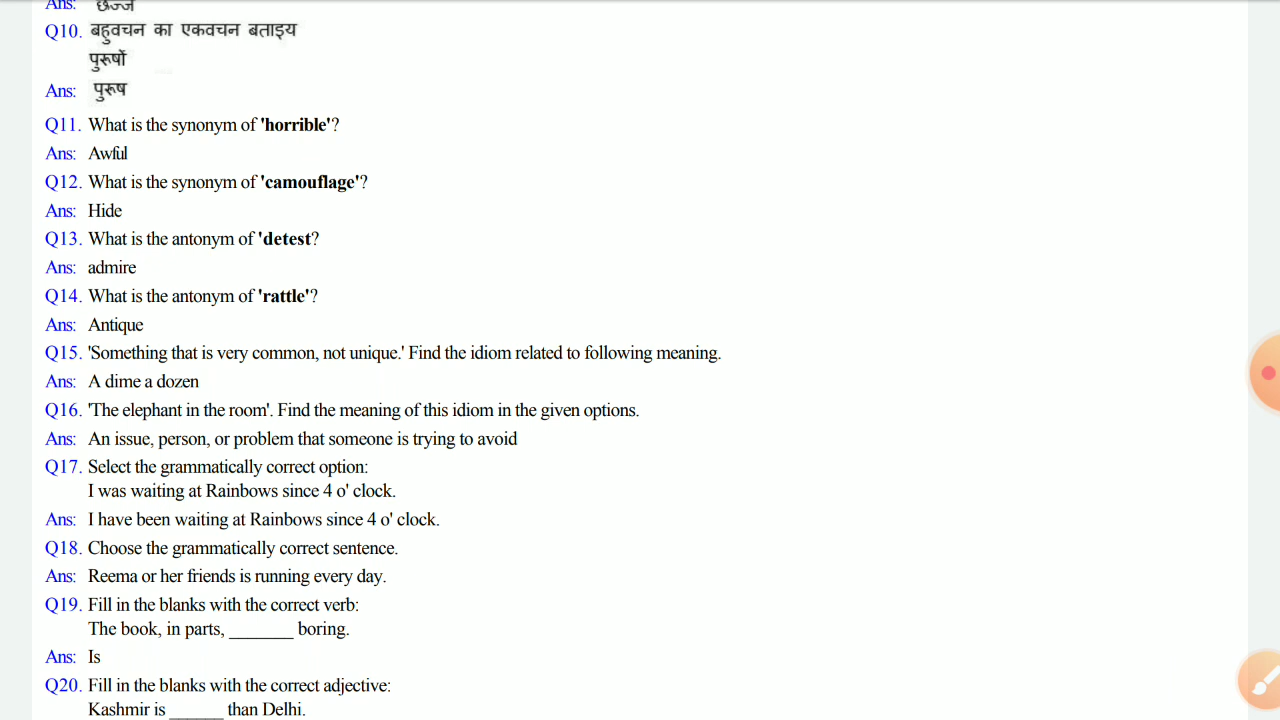 Ans: छज्जे
Q10. बहुवचन का एकवचन बताइय
पुरूषों
Ans: पुरूष
Q11. What is the synonym of 'horrible'?
Ans: Awful
Q12. What is the synonym of 'camouflage'?
Ans: Hide
Q13. What is the antonym of 'detest?
Ans: admire
Q14. What is the antonym of 'rattle'?
Ans: Antique
Q15. 'Something that is very common, not unique.' Find the idiom related to following meaning.
Ans: A dime a dozen
Q16. 'The elephant in the room'. Find the meaning of this idiom in the given options.
Ans: An issue, person, or problem that someone is trying to avoid
Q17. Select the grammatically correct option:
I was waiting at Rainbows since 4 o' clock.
Ans: I have been waiting at Rainbows since 4 o' clock.
Q18. Choose the grammatically correct sentence.
Ans: Reema or her friends is running every day.
Q19. Fill in the blanks with the correct verb:
The book, in parts, _______ boring.
Ans: Is
Q20. Fill in the blanks with the correct adjective:
Kashmir is ______ than Delhi.